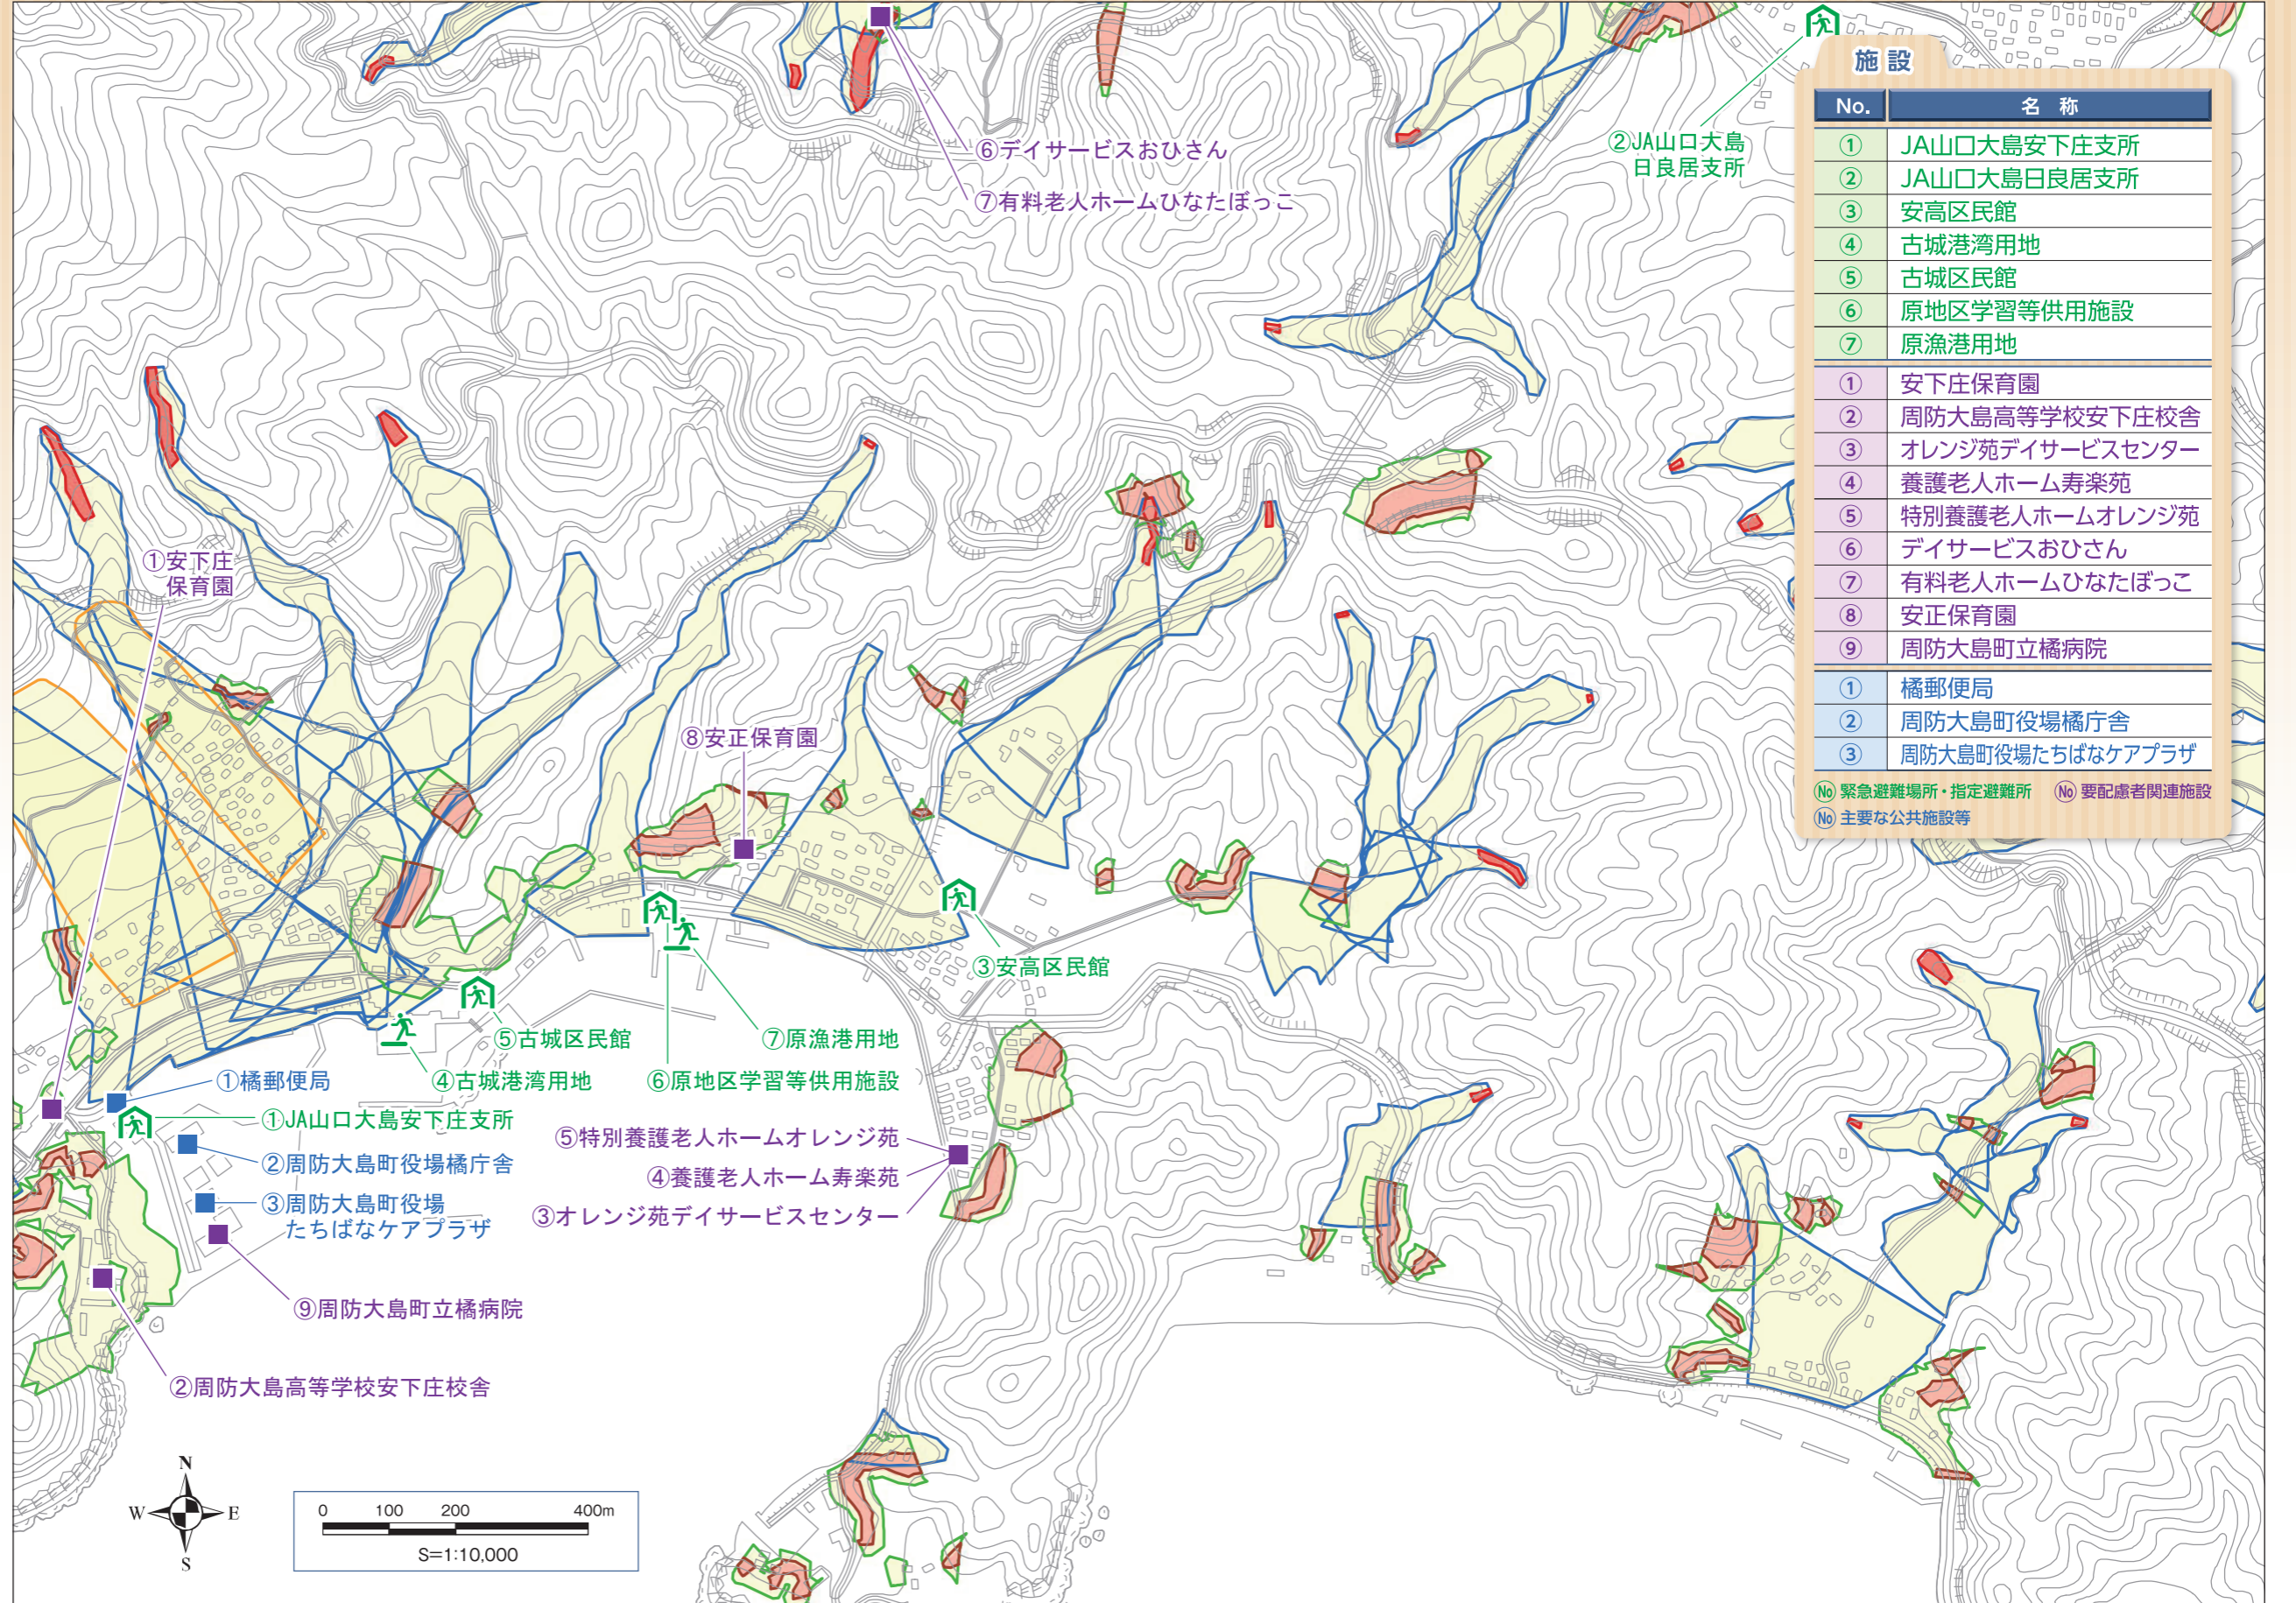 ⑥デイサービスおひさん
⑦有料老人ホームひなたぼっこ
②JA山口大島
日良居支所
施設
No. 名称
① JA山口大島安下庄支所
② JA山口大島日良居支所
③ 安高区民館
④ 古城港湾用地
⑤ 古城区民館
⑥ 原地区学習等供用施設
⑦ 原漁港用地
① 安下庄保育園
② 周防大島高等学校安下庄校舎
③ オレンジ苑デイサービスセンター
④ 養護老人ホーム寿楽苑
⑤ 特別養護老人ホームオレンジ苑
⑥ デイサービスおひさん
⑦ 有料老人ホームひなたぼっこ
⑧ 安正保育園
⑨ 周防大島町立橘病院
① 橘郵便局
② 周防大島町役場橘庁舎
③ 周防大島町役場たちばなケアプラザ
No 緊急避難場所・指定避難所 No 要配慮者関連施設
No 主要な公共施設等
①安下庄
保育園
⑧安正保育園
③安高区民館
⑤古城区民館
⑦原漁港用地
①橘郵便局
④古城港湾用地
⑥原地区学習等供用施設
①JA山口大島安下庄支所
⑤特別養護老人ホームオレンジ苑
②周防大島町役場橘庁舎
④養護老人ホーム寿楽苑
③周防大島町役場
たちばなケアプラザ
③オレンジ苑デイサービスセンター
⑨周防大島町立橘病院
②周防大島高等学校安下庄校舎
N
W E
S
0 100 200 400m
S=1:10,000